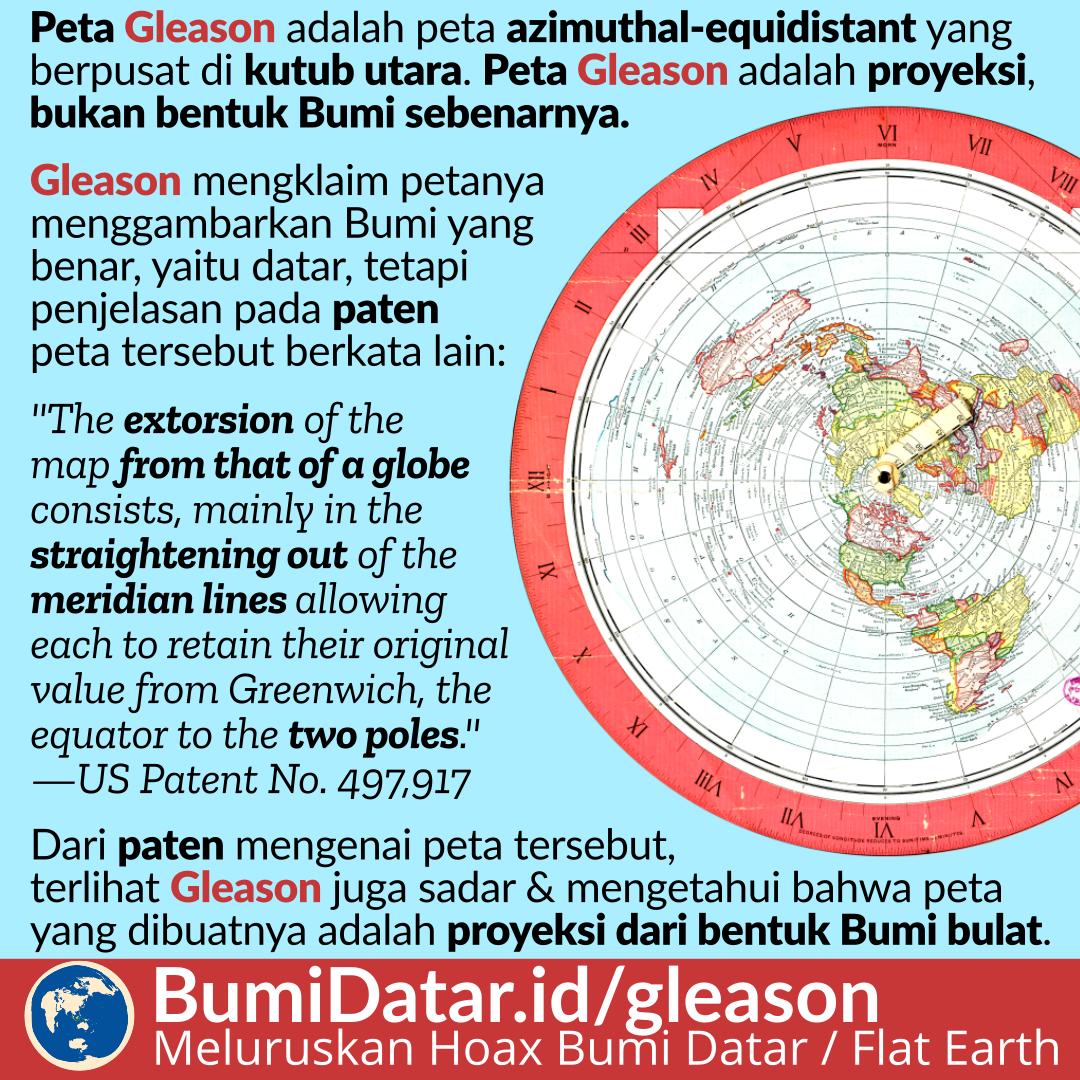 Peta Gleason adalah peta azimuthal-equidistant yang
berpusat di kutub utara. Peta Gleason adalah proyeksi,
bukan bentuk Bumi sebenarnya.
Gleason mengklaim petanya
menggambarkan Bumi yang
benar, yaitu datar, tetapi
penjelasan pada paten
peta tersebut berkata lain:
"The extorsion of the
map from that of a globe
consists, mainly in the
straightening out of the
meridian lines allowing
each to retain their original
value from Greenwich, the
equator to the two poles."
—US Patent No. 497,917
Dari paten mengenai peta tersebut,
terlihat Gleason juga sadar & mengetahui bahwa peta
yang dibuatnya adalah proyeksi dari bentuk Bumi bulat.
I
II
III
IV
V
VI
MORN
VII
VIII
XII
XI
X
IX
VIII
VII
EVENING
VI
V
IV
BumiDatar.id/gleason
Meluruskan Hoax Bumi Datar / Flat Earth